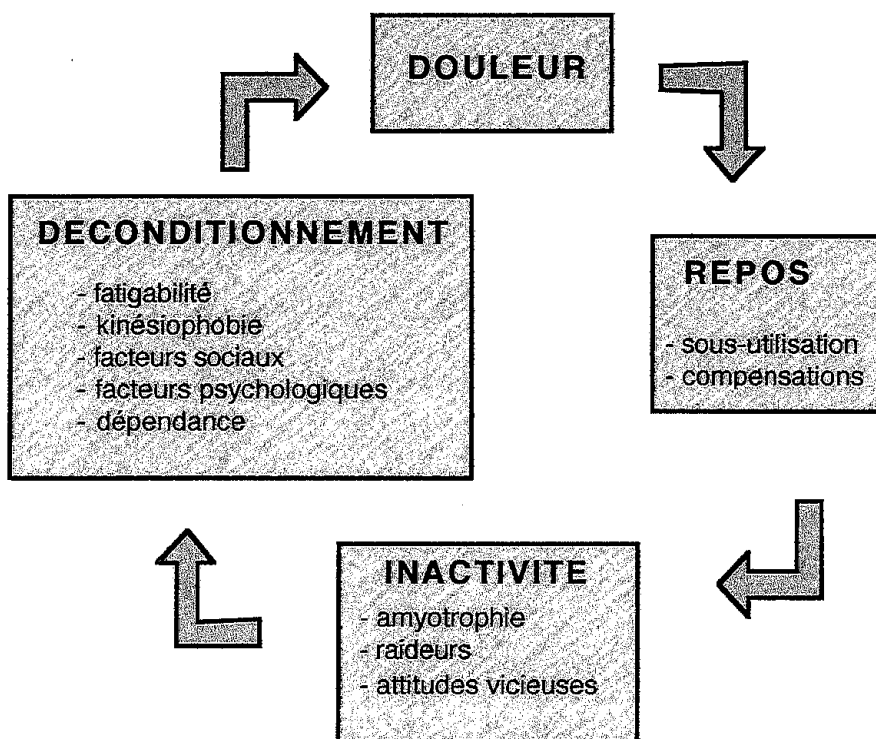 DOULEUR
REPOS
- sous-utilisation
- compensations
INACTIVITE
- amyotrophie
- raideurs
- attitudes vicieuses
DECONDITIONNEMENT
- fatigabilité
- kinésiophobie
- facteurs sociaux
- facteurs psychologiques
- dépendance